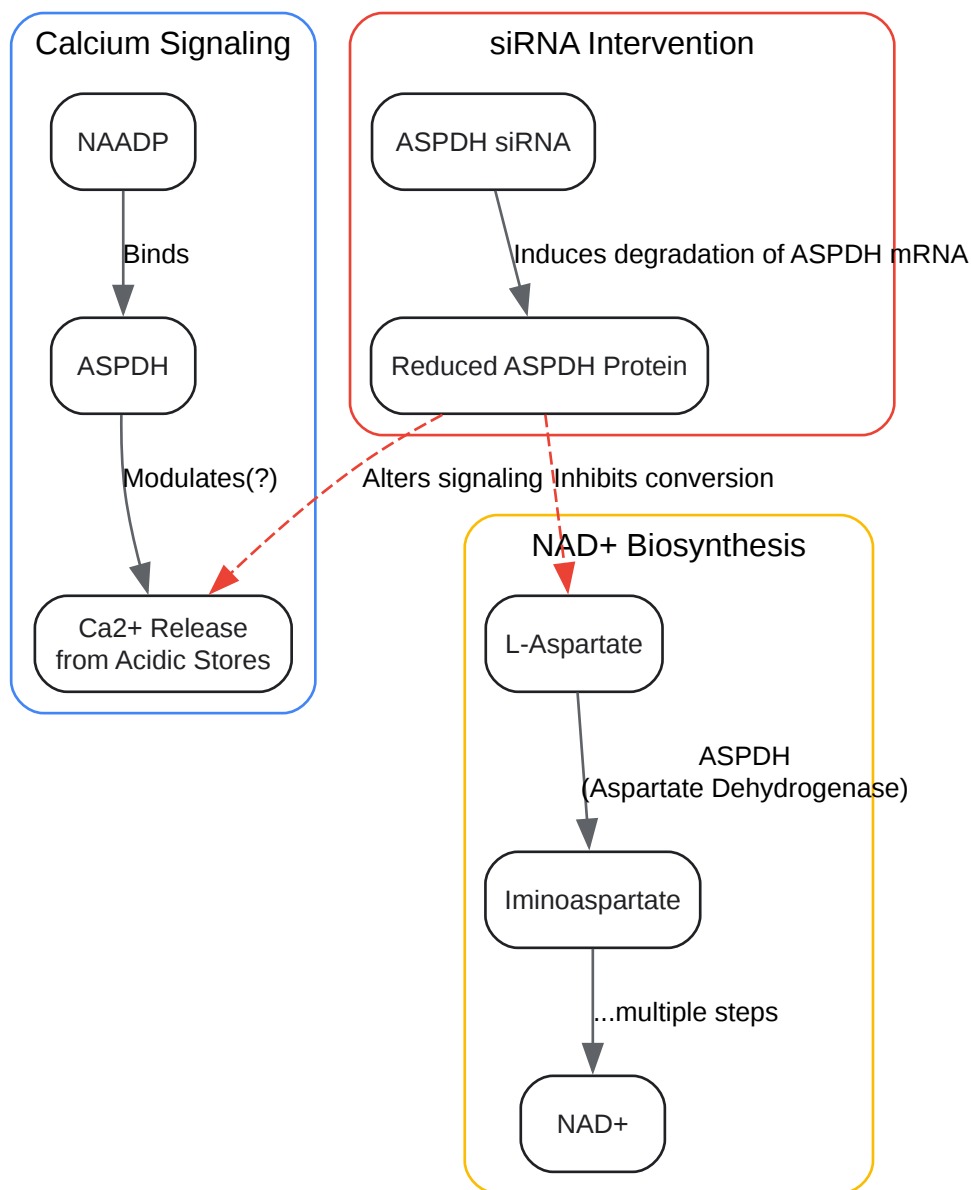 Calcium Signaling
NAADP
Binds
ASPDH
Modulates(?)
Ca2+ Release
from Acidic Stores
siRNA Intervention
ASPDH siRNA
Induces degradation of ASPDH mRNA
Reduced ASPDH Protein
Alters signaling
Inhibits conversion
NAD+ Biosynthesis
L-Aspartate
ASPDH
(Aspartate Dehydrogenase)
Iminoaspartate
...multiple steps
NAD+